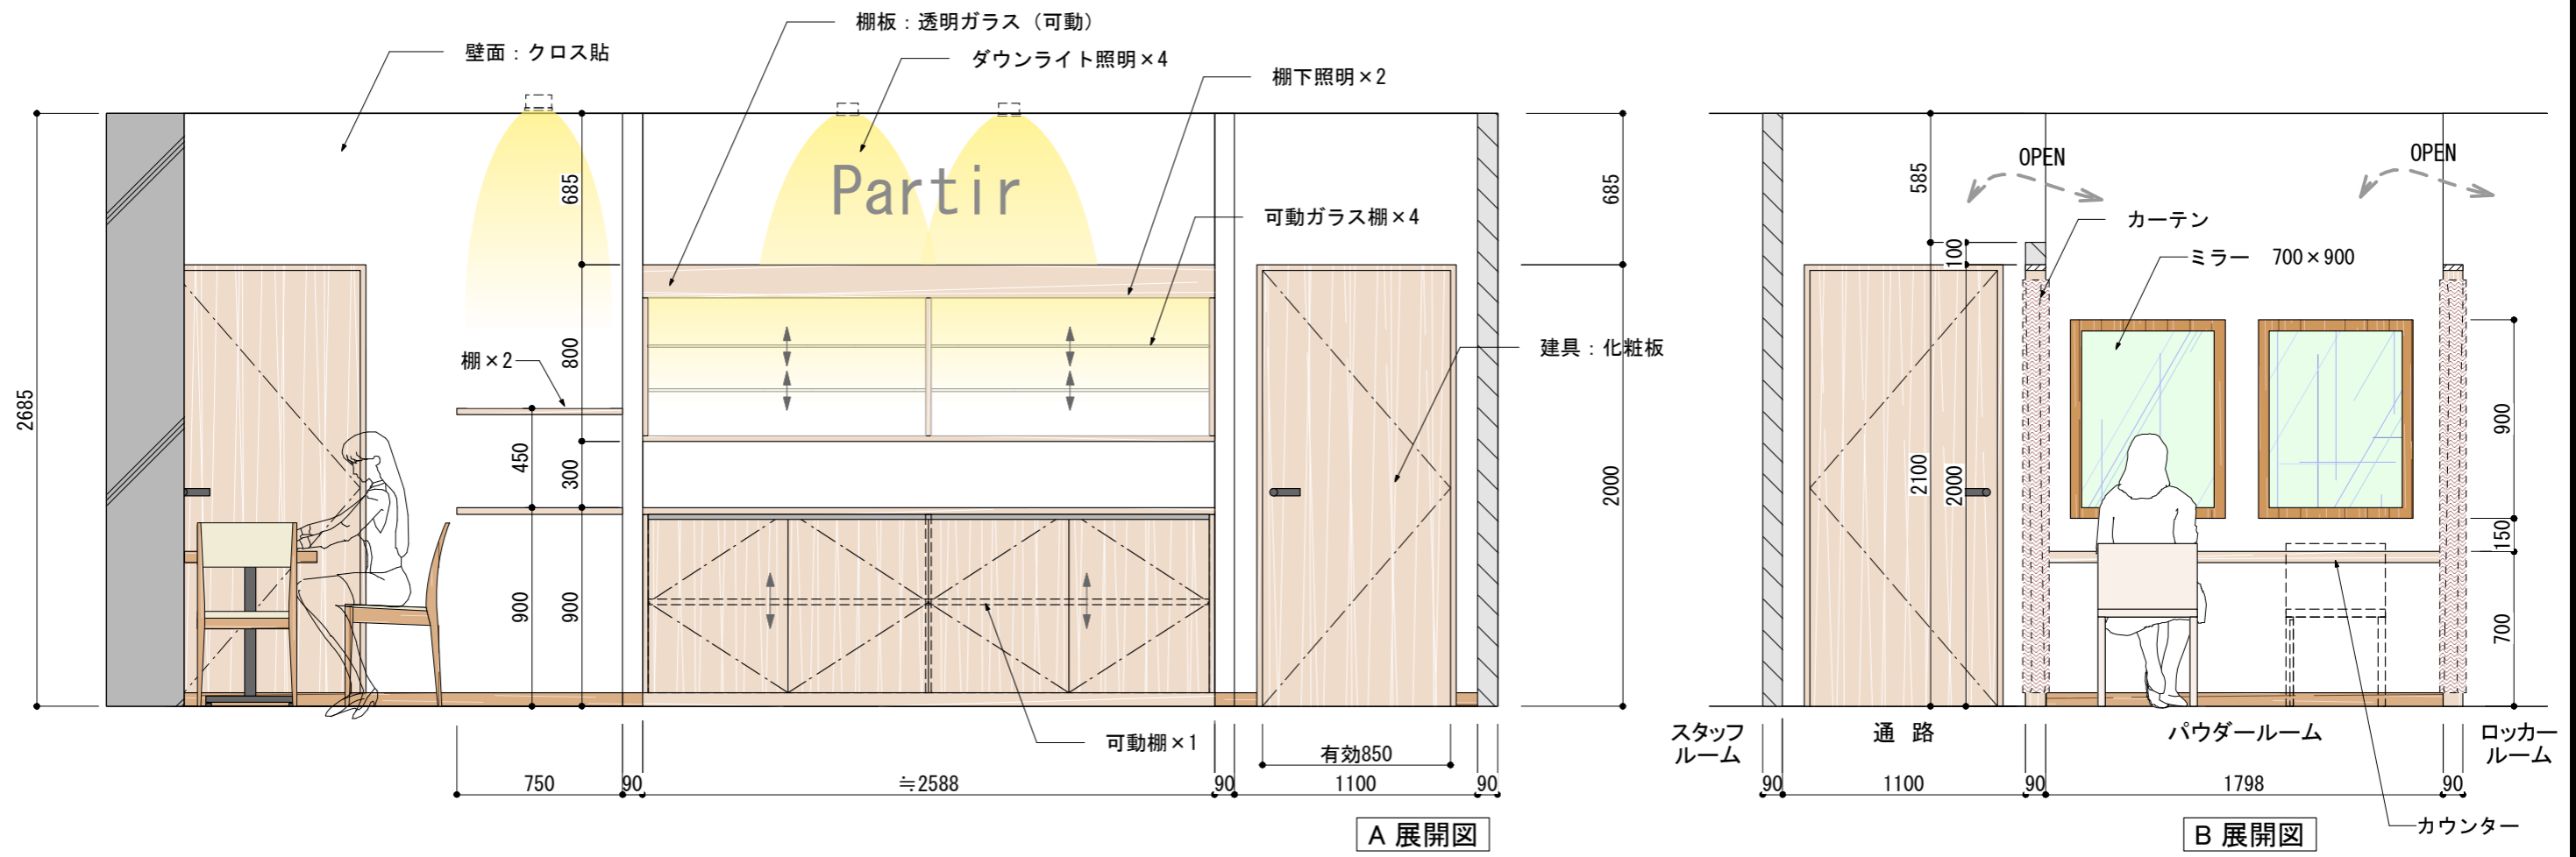 棚板：透明ガラス（可動）
壁面：クロス貼
ダウンライト照明×4
棚下照明×2
Partir
可動ガラス棚×4
棚×2
建具：化粧板
可動棚×1
2685
685
800
450
300
900
900
685
2000
750
90
≒2588
90
有効850
1100
90
A 展開図
OPEN
OPEN
カーテン
ミラー 700×900
585
100
2100
2000
900
150
700
スタッフ
ルーム
通 路
パウダールーム
ロッカー
ルーム
90
1100
90
1798
90
カウンター
B 展開図